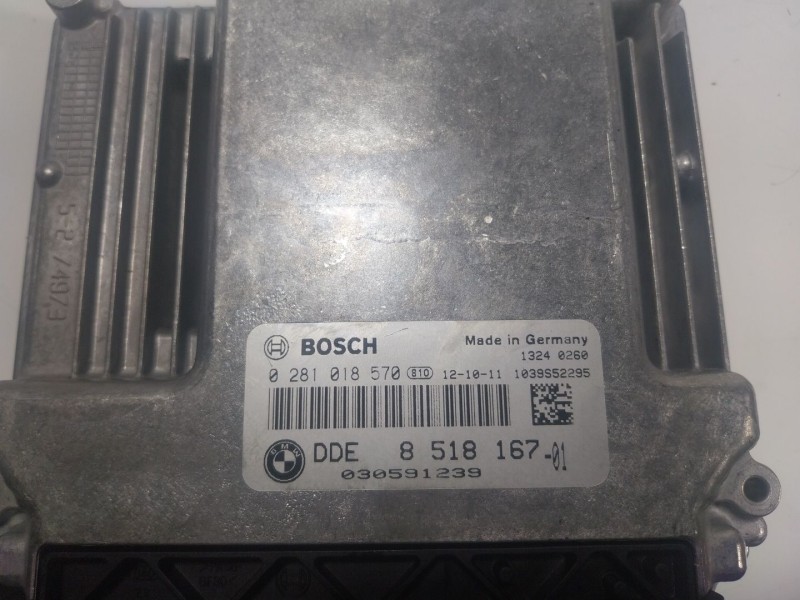 BOSCH Made in Germany
1324 0260
0 281 018 570 810 12-10-11 1039S52295
BMW DDE 8 518 167-01
030591239